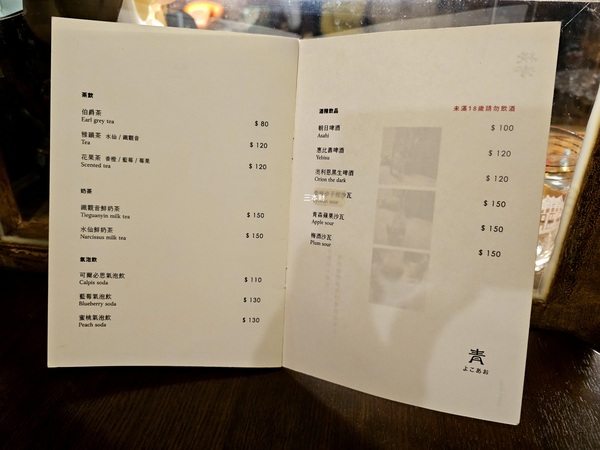 茶飲
伯爵茶
Earl grey tea
$ 80
雅韻茶 水仙 / 鐵觀音
Tea
$ 120
花果茶 香橙 / 藍莓 / 莓果
Scented tea
$ 120
奶茶
鐵觀音鮮奶茶
Tieguanyin milk tea
$ 150
水仙鮮奶茶
Narcissus milk tea
$ 150
氣泡飲
可爾必思氣泡飲
Calpis soda
$ 110
藍莓氣泡飲
Blueberry soda
$ 130
蜜桃氣泡飲
Peach soda
$ 130
酒精飲品
未滿18歲請勿飲酒
朝日啤酒
Asahi
$ 100
惠比壽啤酒
Yebisu
$ 120
Orion the dark
$ 120
三本町
$ 150
青森蘋果沙瓦
Apple sour
$ 150
梅酒沙瓦
Plum sour
$ 150
青
よこあお